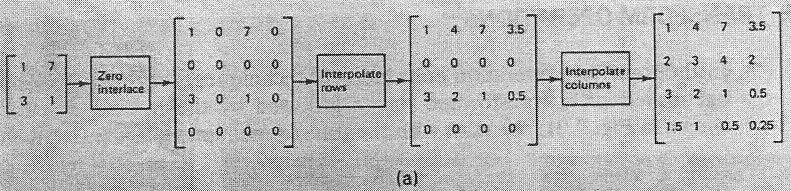 1 7
3 1
Zero
interlace
1 0 7 0
0 0 0 0
3 0 1 0
0 0 0 0
Interpolate
rows
1 4 7 3.5
0 0 0 0
3 2 1 0.5
0 0 0 0
Interpolate
columns
1 4 7 3.5
2 3 4 2
3 2 1 0.5
1.5 1 0.5 0.25
(a)